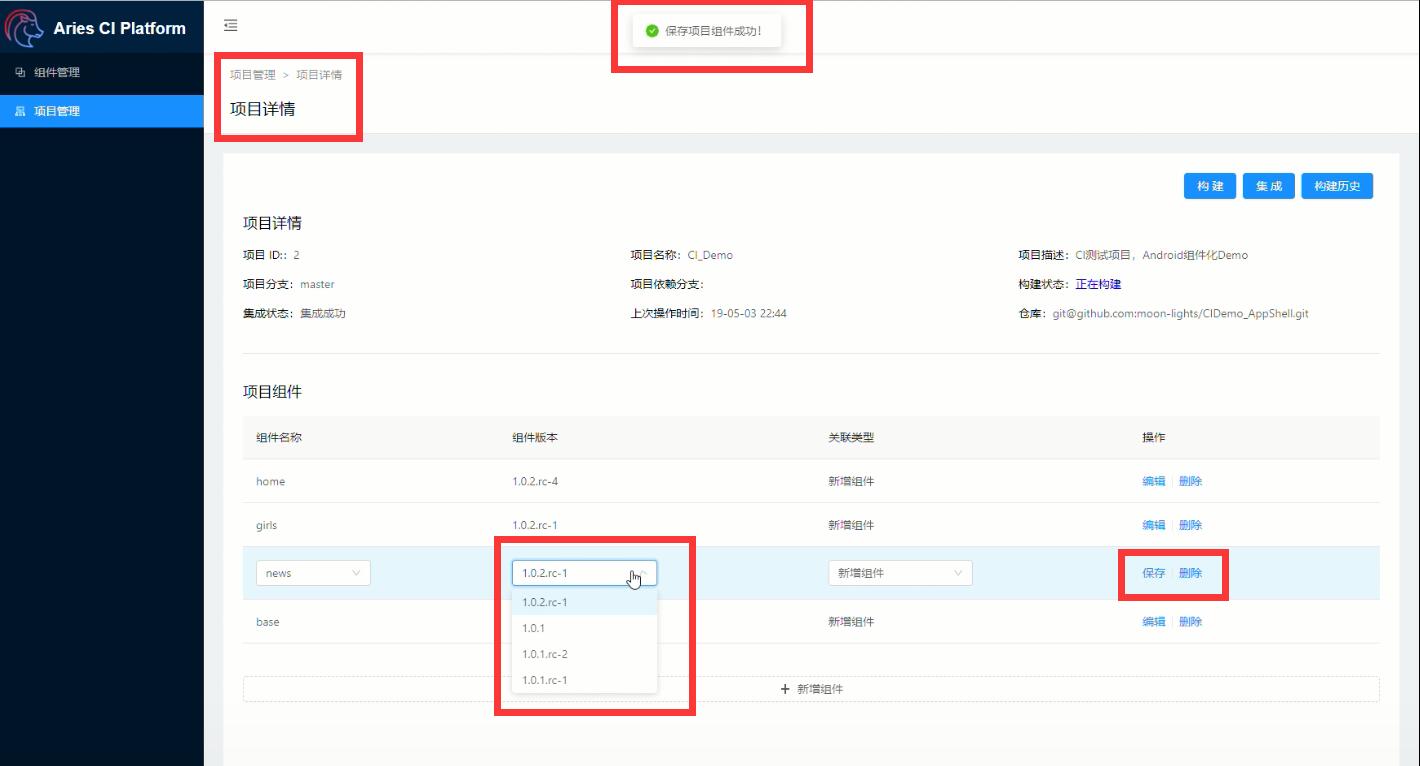 Aries CI Platform
保存项目组件成功!
组件管理
项目管理
项目管理 > 项目详情
项目详情
构 建 集 成 构建历史
项目详情
项目 ID:: 2 项目名称: CI_Demo 项目描述: CI测试项目，Android组件化Demo
项目分支: master 项目依赖分支: 构建状态: 正在构建
集成状态: 集成成功 上次操作时间: 19-05-03 22:44 仓库: git@github.com:moon-lights/CIDemo_AppShell.git
项目组件
组件名称 组件版本 关联类型 操作
home 1.0.2.rc-4 新增组件 编辑 删除
girls 1.0.2.rc-1 新增组件 编辑 删除
news 1.0.2.rc-1 新增组件 保存 删除
1.0.2.rc-1
base 新增组件 编辑 删除
1.0.1
1.0.1.rc-2
1.0.1.rc-1
+ 新增组件